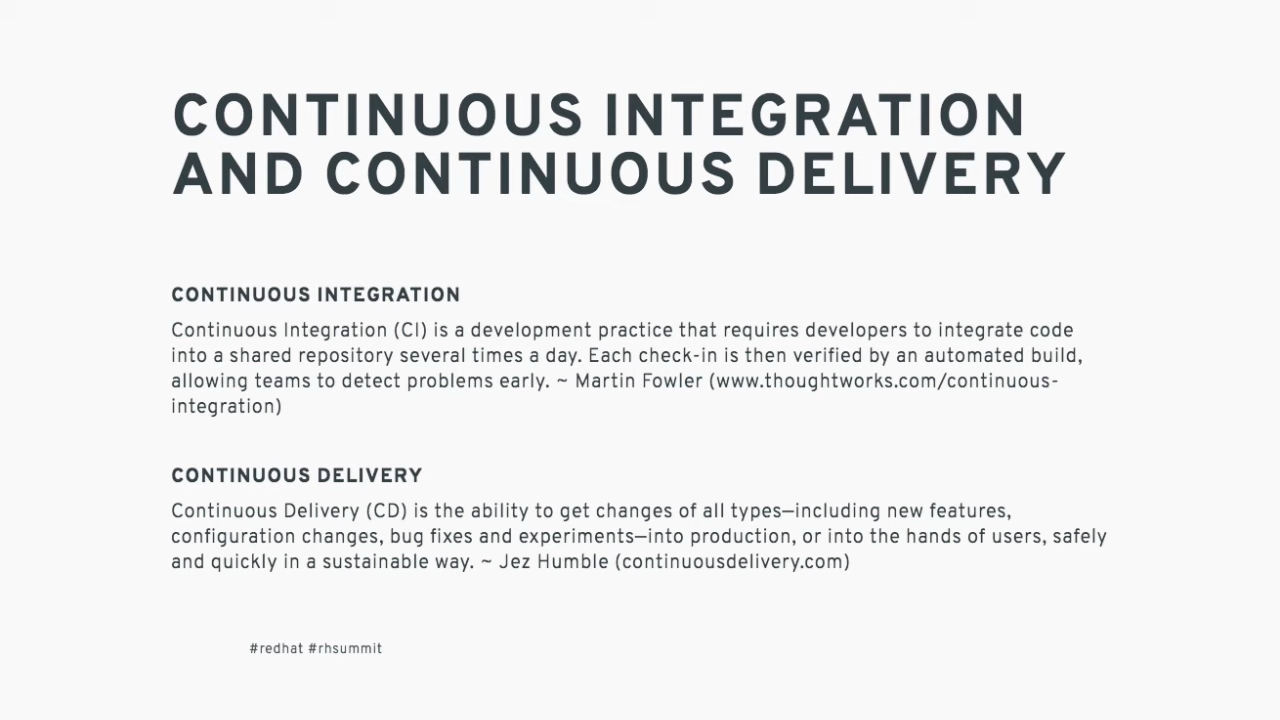 CONTINUOUS INTEGRATION
AND CONTINUOUS DELIVERY
CONTINUOUS INTEGRATION
Continuous Integration (CI) is a development practice that requires developers to integrate code
into a shared repository several times a day. Each check-in is then verified by an automated build,
allowing teams to detect problems early. ~ Martin Fowler (www.thoughtworks.com/continuous-
integration)
CONTINUOUS DELIVERY
Continuous Delivery (CD) is the ability to get changes of all types—including new features,
configuration changes, bug fixes and experiments—into production, or into the hands of users, safely
and quickly in a sustainable way. ~ Jez Humble (continuousdelivery.com)
#redhat #rhsummit